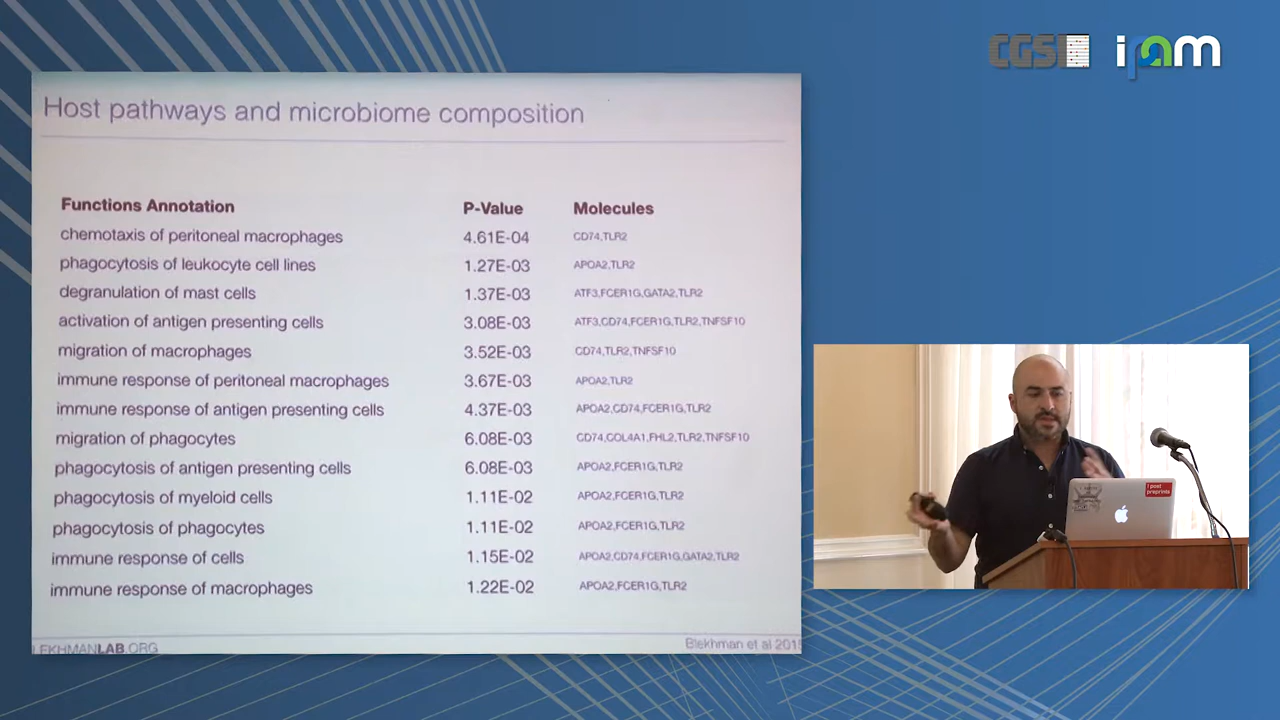 CGSI
ipam
Host pathways and microbiome composition
Functions Annotation P-Value Molecules
chemotaxis of peritoneal macrophages 4.61E-04 CD74,TLR2
phagocytosis of leukocyte cell lines 1.27E-03 APOA2,TLR2
degranulation of mast cells 1.37E-03 ATF3,FCER1G,GATA2,TLR2
activation of antigen presenting cells 3.08E-03 ATF3,CD74,FCER1G,TLR2,TNFSF10
migration of macrophages 3.52E-03 CD74,TLR2,TNFSF10
immune response of peritoneal macrophages 3.67E-03 APOA2,TLR2
immune response of antigen presenting cells 4.37E-03 APOA2,CD74,FCER1G,TLR2
migration of phagocytes 6.08E-03 CD74,COL4A1,FHL2,TLR2,TNFSF10
phagocytosis of antigen presenting cells 6.08E-03 APOA2,FCER1G,TLR2
phagocytosis of myeloid cells 1.11E-02 APOA2,FCER1G,TLR2
phagocytosis of phagocytes 1.11E-02 APOA2,FCER1G,TLR2
immune response of cells 1.15E-02 APOA2,CD74,FCER1G,GATA2,TLR2
immune response of macrophages 1.22E-02 APOA2,FCER1G,TLR2
LEKHMANLAB.ORG Blekhman et al 201
I post
preprints